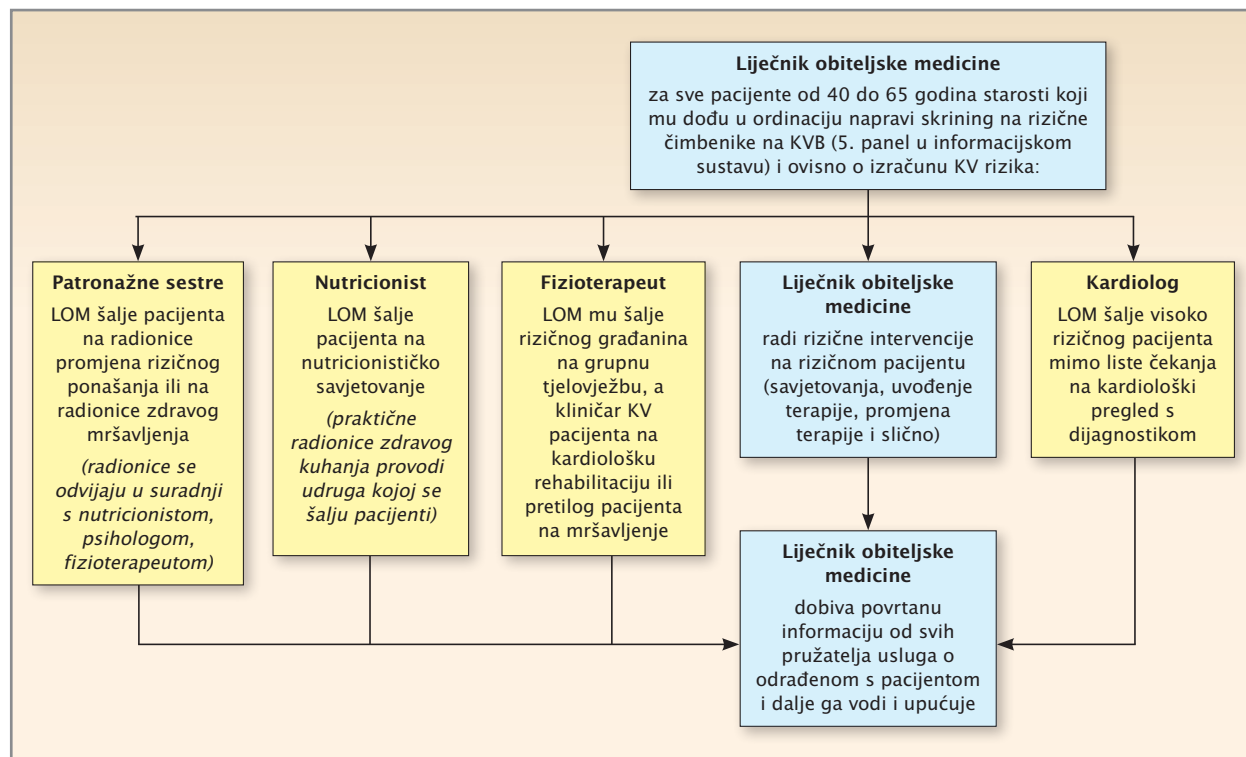 Liječnik obiteljske medicine
za sve pacijente od 40 do 65 godina starosti koji
mu dođu u ordinaciju napravi skrining na rizične
čimbenike na KVB (5. panel u informacijskom
sustavu) i ovisno o izračunu KV rizika:
Patronažne sestre
LOM šalje pacijenta
na radionice
promjena rizičnog
ponašanja ili na
radionice zdravog
mršavljenja
(radionice se
odvijaju u suradnji
s nutricionistom,
psihologom,
fizioterapeutom)
Nutricionist
LOM šalje
pacijenta na
nutricionističko
savjetovanje
(praktične
radionice zdravog
kuhanja provodi
udruga kojoj se
šalju pacijenti)
Fizioterapeut
LOM mu šalje
rizičnog građanina
na grupnu
tjelovježbu, a
kliničar KV
pacijenta na
kardiološku
rehabilitaciju ili
pretilog pacijenta
na mršavljenje
Liječnik obiteljske
medicine
radi rizične intervencije
na rizičnom pacijentu
(savjetovanja, uvođenje
terapije, promjena
terapije i slično)
Kardiolog
LOM šalje visoko
rizičnog pacijenta
mimo liste čekanja
na kardiološki
pregled s
dijagnostikom
Liječnik obiteljske
medicine
dobiva povrtanu
informaciju od svih
pružatelja usluga o
odrađenom s pacijentom
i dalje ga vodi i upućuje